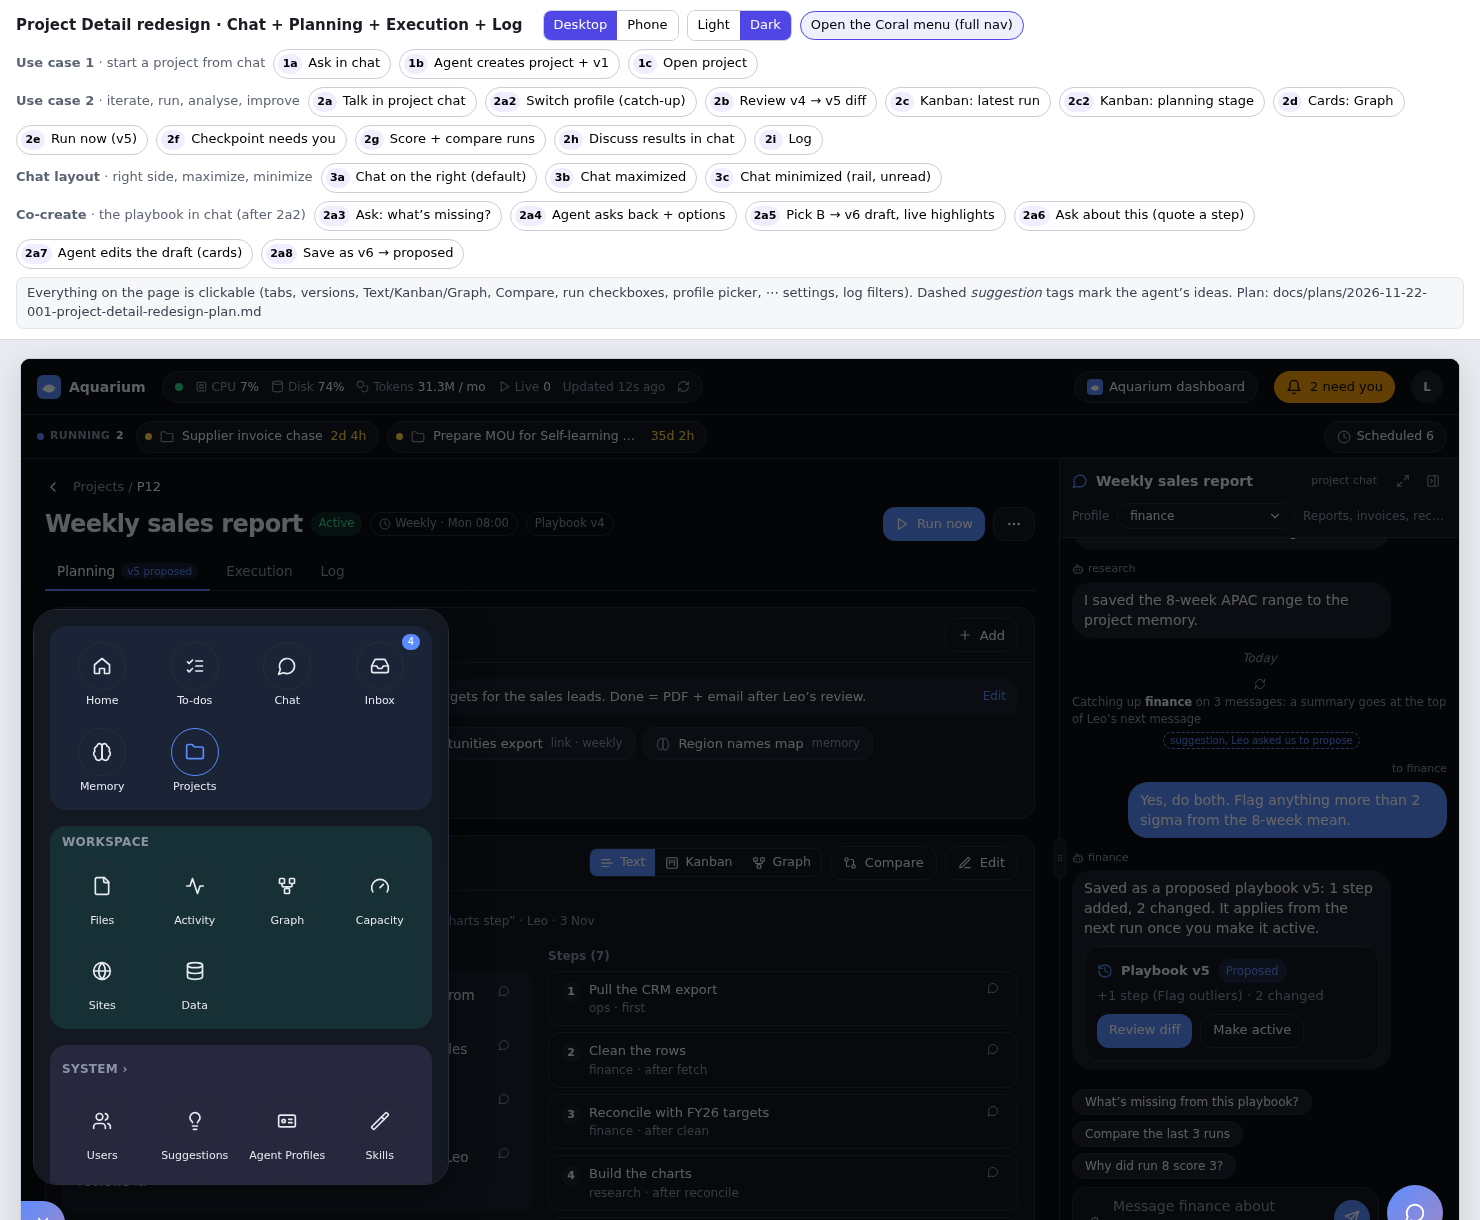 Project Detail redesign · Chat + Planning + Execution + Log
Desktop Phone Light Dark Open the Coral menu (full nav)
Use case 1 · start a project from chat 1a Ask in chat 1b Agent creates project + v1 1c Open project
Use case 2 · iterate, run, analyse, improve 2a Talk in project chat 2a2 Switch profile (catch-up) 2b Review v4 → v5 diff 2c Kanban: latest run 2c2 Kanban: planning stage 2d Cards: Graph
2e Run now (v5) 2f Checkpoint needs you 2g Score + compare runs 2h Discuss results in chat 2i Log
Chat layout · right side, maximize, minimize 3a Chat on the right (default) 3b Chat maximized 3c Chat minimized (rail, unread)
Co-create · the playbook in chat (after 2a2) 2a3 Ask: what's missing? 2a4 Agent asks back + options 2a5 Pick B → v6 draft, live highlights 2a6 Ask about this (quote a step)
2a7 Agent edits the draft (cards) 2a8 Save as v6 → proposed
Everything on the page is clickable (tabs, versions, Text/Kanban/Graph, Compare, run checkboxes, profile picker, ··· settings, log filters). Dashed suggestion tags mark the agent's ideas. Plan: docs/plans/2026-11-22-
001-project-detail-redesign-plan.md
Aquarium CPU 7% Disk 74% Tokens 31.3M / mo Live 0 Updated 12s ago Aquarium dashboard 2 need you L
RUNNING 2 Supplier invoice chase 2d 4h Prepare MOU for Self-learning ... 35d 2h Scheduled 6
Projects / P12
Weekly sales report Active Weekly · Mon 08:00 Playbook v4 Run now
Planning v5 proposed Execution Log
Add
gets for the sales leads. Done = PDF + email after Leo's review. Edit
tunities export link · weekly Region names map memory
Text Kanban Graph Compare Edit
harts step" · Leo · 3 Nov
Steps (7)
rom
1 Pull the CRM export
ops · first
les
2 Clean the rows
finance · after fetch
3 Reconcile with FY26 targets
finance · after clean
Leo
4 Build the charts
research · after reconcile
4
Home To-dos Chat Inbox
Memory Projects
WORKSPACE
Files Activity Graph Capacity
Sites Data
SYSTEM ›
Users Suggestions Agent Profiles Skills
Weekly sales report project chat
Profile finance Reports, invoices, rec...
research
I saved the 8-week APAC range to the
project memory.
Today
Catching up finance on 3 messages: a summary goes at the top
of Leo's next message
suggestion, Leo asked us to propose
to finance
Yes, do both. Flag anything more than 2
sigma from the 8-week mean.
finance
Saved as a proposed playbook v5: 1 step
added, 2 changed. It applies from the
next run once you make it active.
Playbook v5 Proposed
+1 step (Flag outliers) · 2 changed
Review diff Make active
What's missing from this playbook?
Compare the last 3 runs
Why did run 8 score 3?
Message finance about